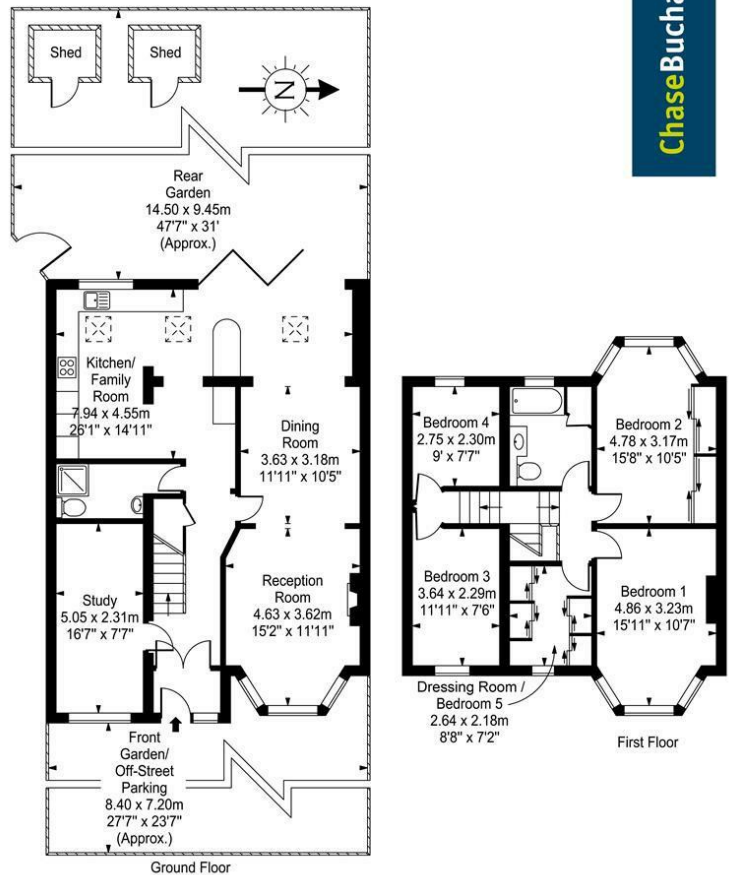 Shed
Shed
N
ChaseBucha
Rear
Garden
14.50 x 9.45m
47'7" x 31'
(Approx.)
Kitchen/
Family
Room
7.94 x 4.55m
26'1" x 14'11"
Dining
Room
3.63 x 3.18m
11'11" x 10'5"
Study
5.05 x 2.31m
16'7" x 7'7"
Reception
Room
4.63 x 3.62m
15'2" x 11'11"
Front
Garden/
Off-Street
Parking
8.40 x 7.20m
27'7" x 23'7"
(Approx.)
Ground Floor
Bedroom 4
2.75 x 2.30m
9' x 7'7"
Bedroom 2
4.78 x 3.17m
15'8" x 10'5"
Bedroom 3
3.64 x 2.29m
11'11" x 7'6"
Bedroom 1
4.86 x 3.23m
15'11" x 10'7"
Dressing Room /
Bedroom 5
2.64 x 2.18m
8'8" x 7'2"
First Floor